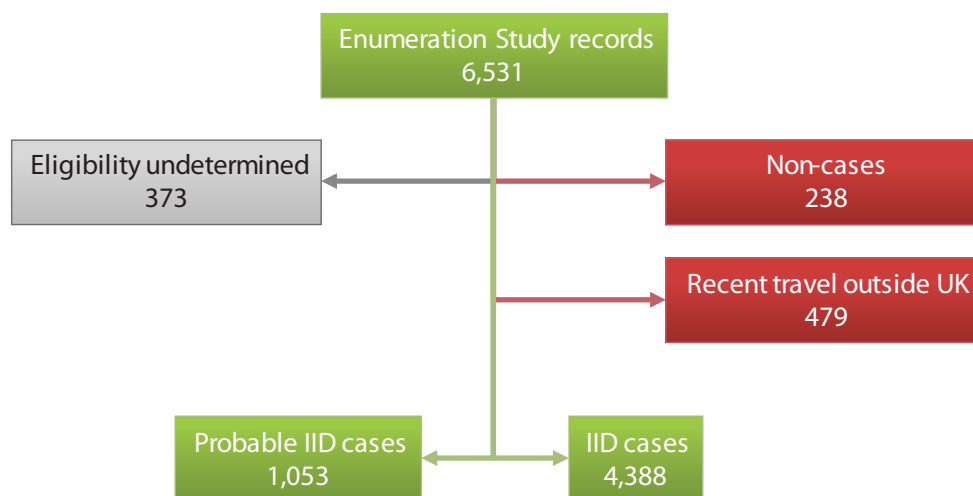 Enumeration Study records
6,531
Eligibility undetermined
373
Non-cases
238
Recent travel outside UK
479
Probable IID cases
1,053
IID cases
4,388